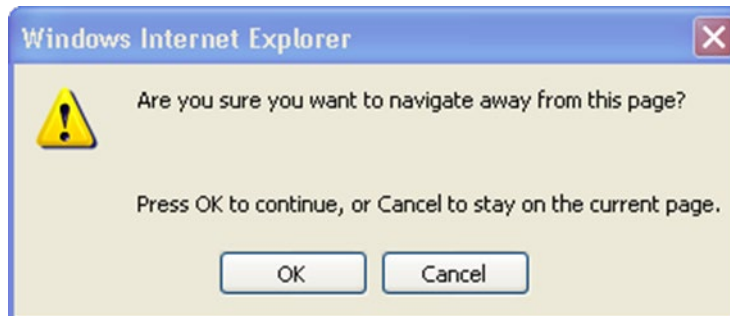 Windows Internet Explorer
Are you sure you want to navigate away from this page?
Press OK to continue, or Cancel to stay on the current page.
OK Cancel